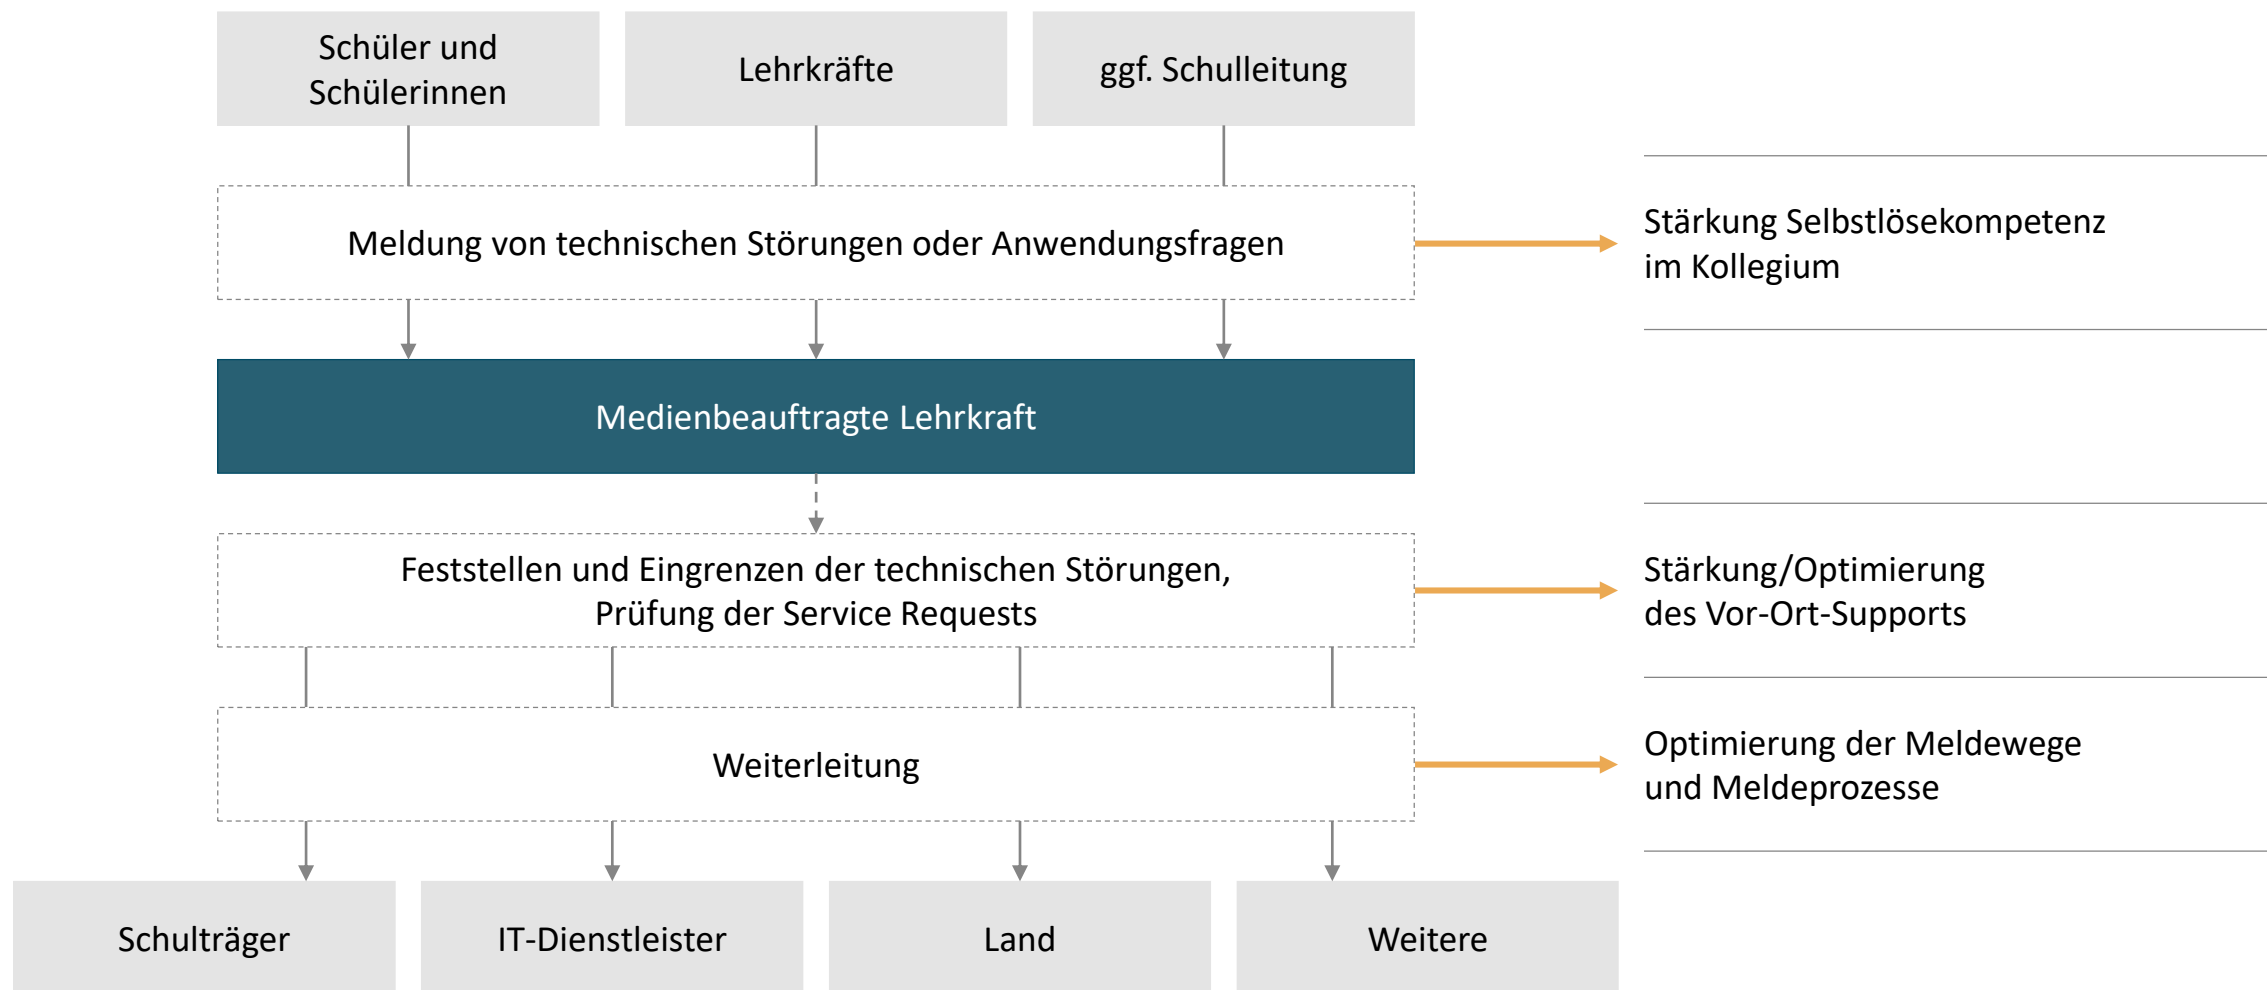 Schüler und
Schülerinnen
Lehrkräfte
ggf. Schulleitung
Meldung von technischen Störungen oder Anwendungsfragen
Stärkung Selbstlösekompetenz
im Kollegium
Medienbeauftragte Lehrkraft
Feststellen und Eingrenzen der technischen Störungen,
Prüfung der Service Requests
Stärkung/Optimierung
des Vor-Ort-Supports
Weiterleitung
Optimierung der Meldewege
und Meldeprozesse
Schulträger
IT-Dienstleister
Land
Weitere